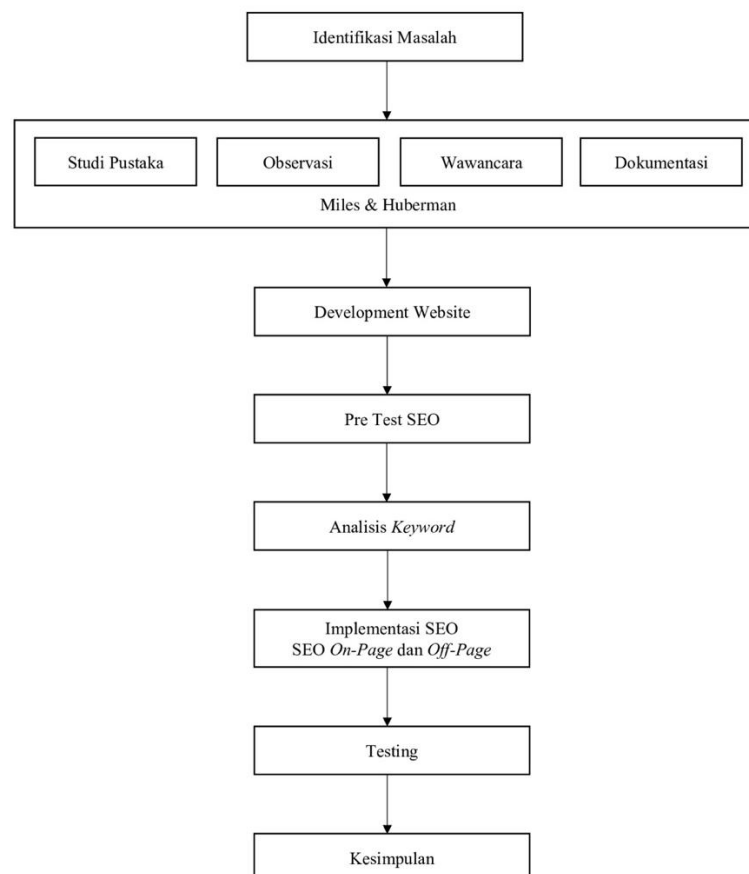 Identifikasi Masalah
Studi Pustaka
Observasi
Wawancara
Dokumentasi
Miles & Huberman
Development Website
Pre Test SEO
Analisis Keyword
Implementasi SEO
SEO On-Page dan Off-Page
Testing
Kesimpulan